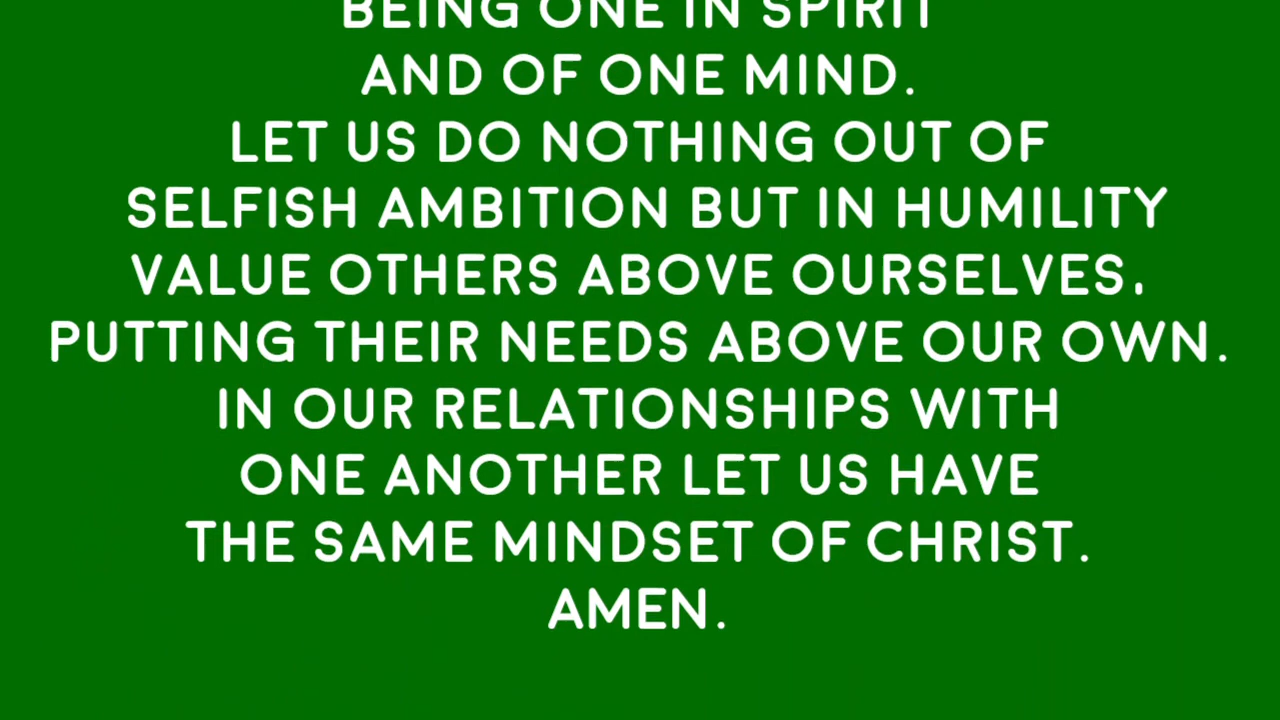 BEING ONE IN SPIRIT
AND OF ONE MIND.
LET US DO NOTHING OUT OF
SELFISH AMBITION BUT IN HUMILITY
VALUE OTHERS ABOVE OURSELVES,
PUTTING THEIR NEEDS ABOVE OUR OWN.
IN OUR RELATIONSHIPS WITH
ONE ANOTHER LET US HAVE
THE SAME MINDSET OF CHRIST.
AMEN.